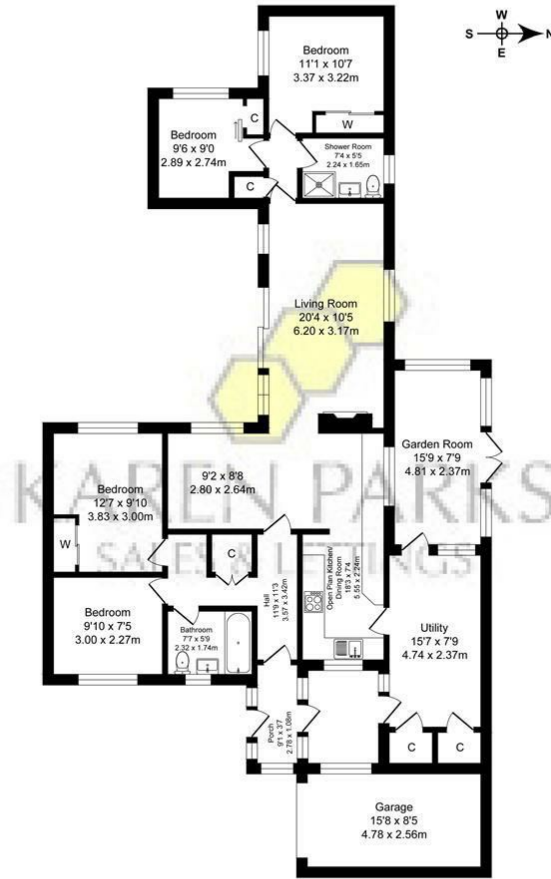 W
S
N
E
Bedroom
11'1 x 10'7
3.37 x 3.22m
W
C
Bedroom
9'6 x 9'0
2.89 x 2.74m
C
Shower Room
7'4 x 5'5
2.24 x 1.65m
Living Room
20'4 x 10'5
6.20 x 3.17m
Garden Room
15'9 x 7'9
4.81 x 2.37m
9'2 x 8'8
2.80 x 2.64m
Bedroom
12'7 x 9'10
3.83 x 3.00m
W
C
KAREN PARKS
SALES & LETTINGS
Hall
11'9 x 11'3
3.57 x 3.42m
Open Plan Kitchen/
Dining Room
18'3 x 7'4
5.55 x 2.24m
Bedroom
9'10 x 7'5
3.00 x 2.27m
Bathroom
7'7 x 5'9
2.32 x 1.74m
Utility
15'7 x 7'9
4.74 x 2.37m
Porch
9'1 x 3'7
2.78 x 1.08m
C
C
Garage
15'8 x 8'5
4.78 x 2.56m